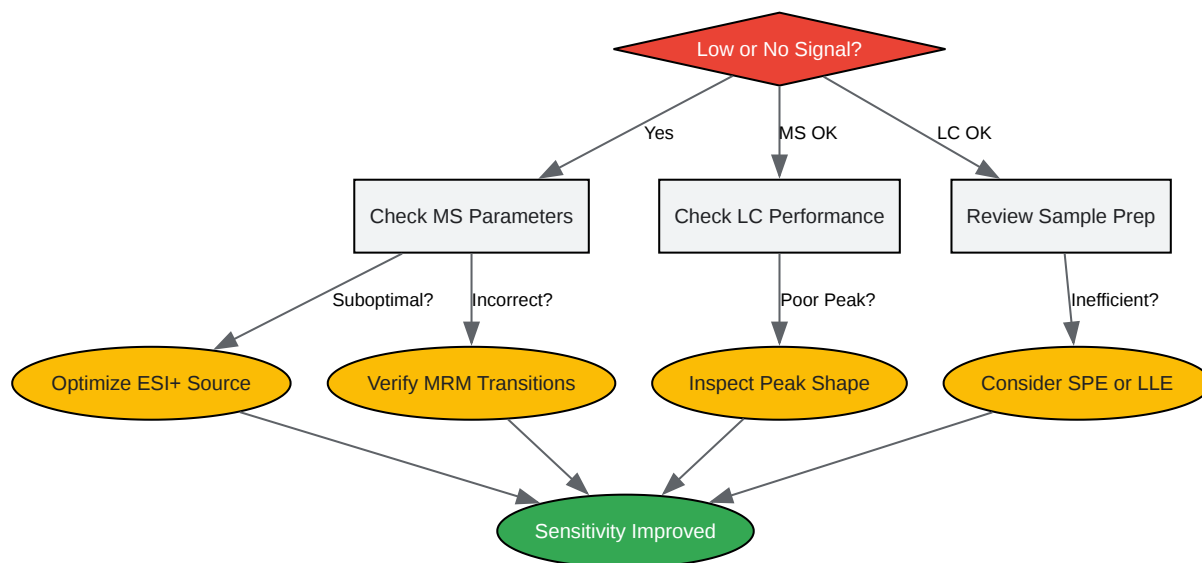 Low or No Signal?
Yes
MS OK
LC OK
Check MS Parameters
Check LC Performance
Review Sample Prep
Suboptimal?
Incorrect?
Poor Peak?
Inefficient?
Optimize ESI+ Source
Verify MRM Transitions
Inspect Peak Shape
Consider SPE or LLE
Sensitivity Improved